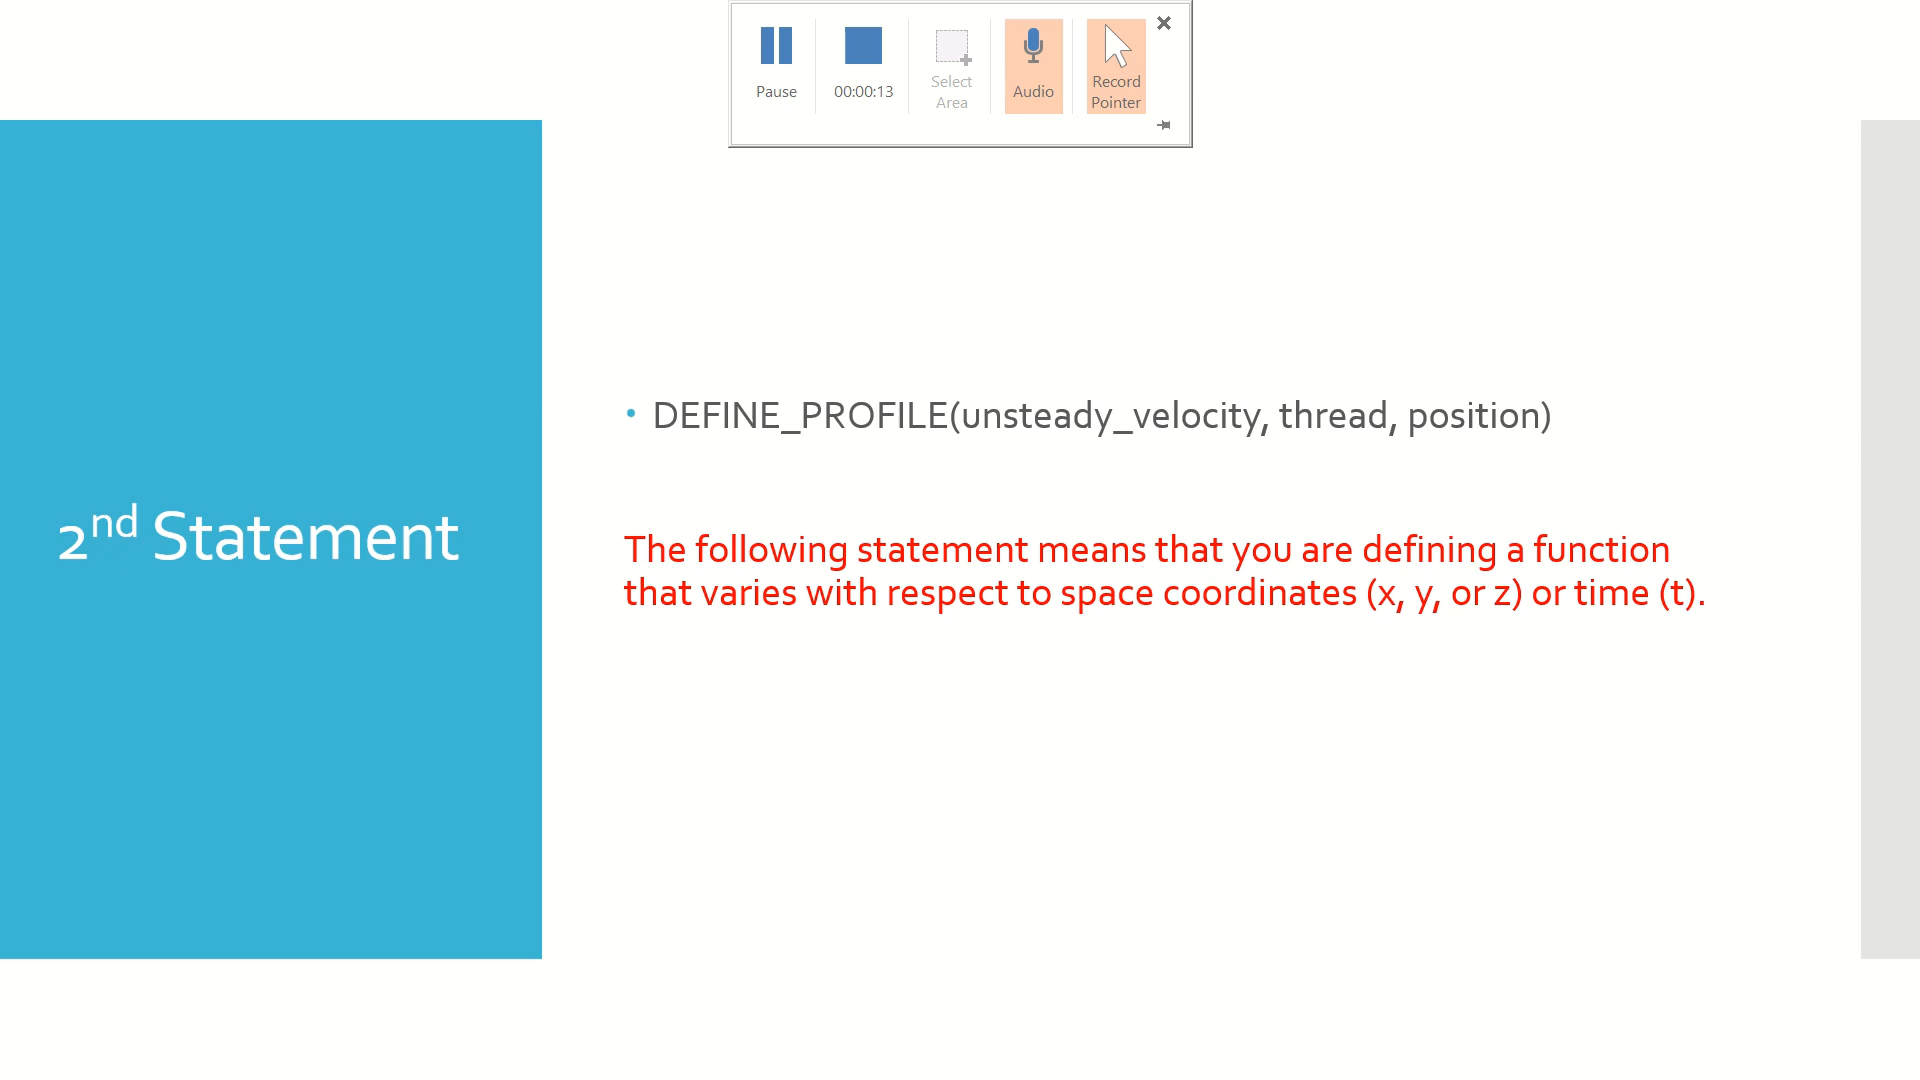 Pause
00:00:13
Select
Area
Audio
Record
Pointer
2nd Statement
• DEFINE_PROFILE(unsteady_velocity, thread, position)
The following statement means that you are defining a function
that varies with respect to space coordinates (x, y, or z) or time (t).